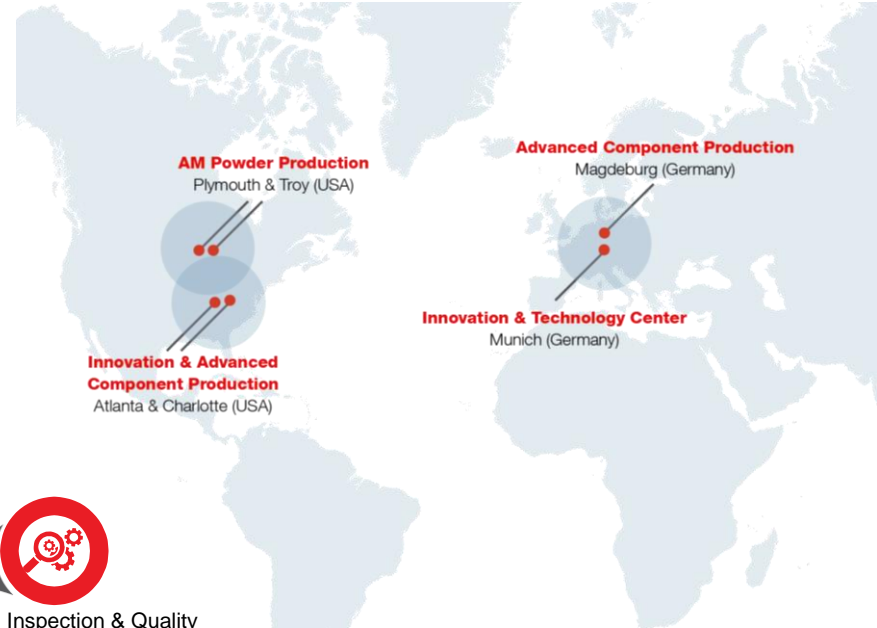 AM Powder Production
Plymouth & Troy (USA)
Advanced Component Production
Magdeburg (Germany)
Innovation & Technology Center
Munich (Germany)
Innovation & Advanced
Component Production
Atlanta & Charlotte (USA)
Inspection & Quality